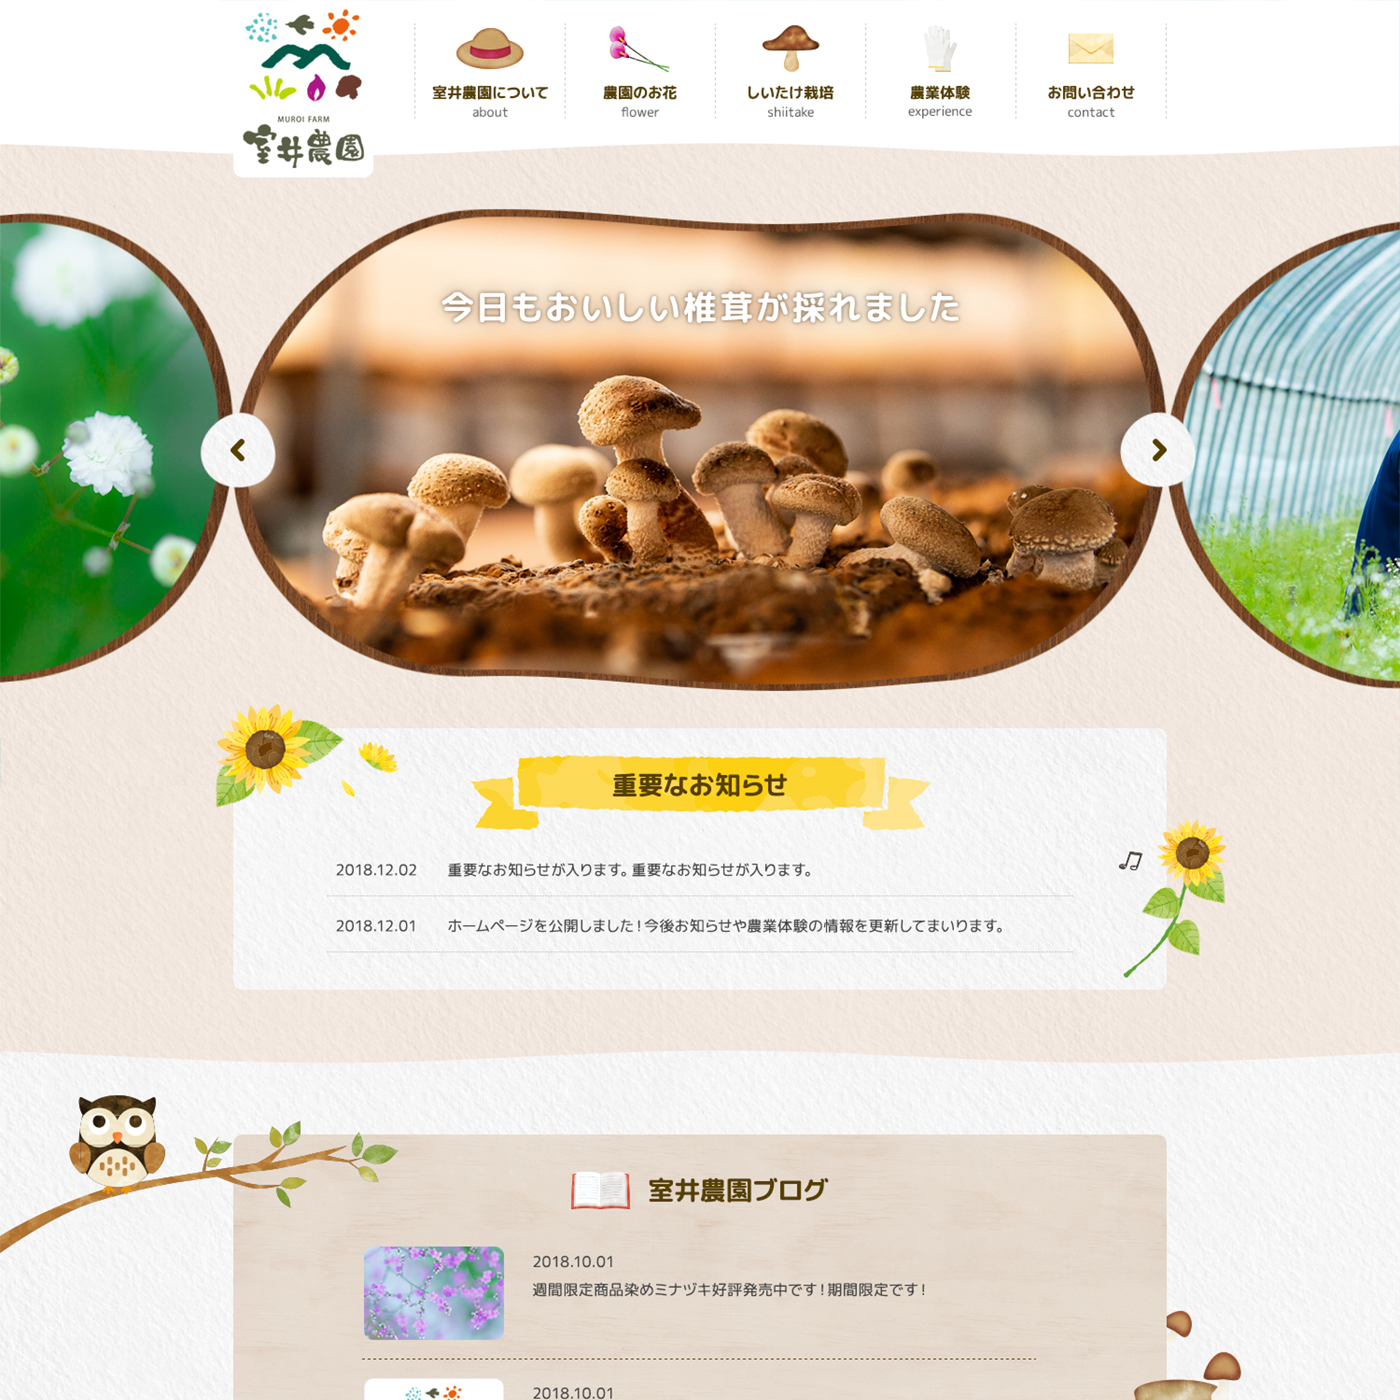 MUROI FARM
室井農園
室井農園について
about
農園のお花
flower
しいたけ栽培
shiitake
農業体験
experience
お問い合わせ
contact
今日もおいしい椎茸が採れました
重要なお知らせ
2018.12.02 重要なお知らせが入ります。重要なお知らせが入ります。
2018.12.01 ホームページを公開しました！今後お知らせや農業体験の情報を更新してまいります。
室井農園ブログ
2018.10.01
週間限定商品染めミナヅキ好評発売中です！期間限定です！
2018.10.01